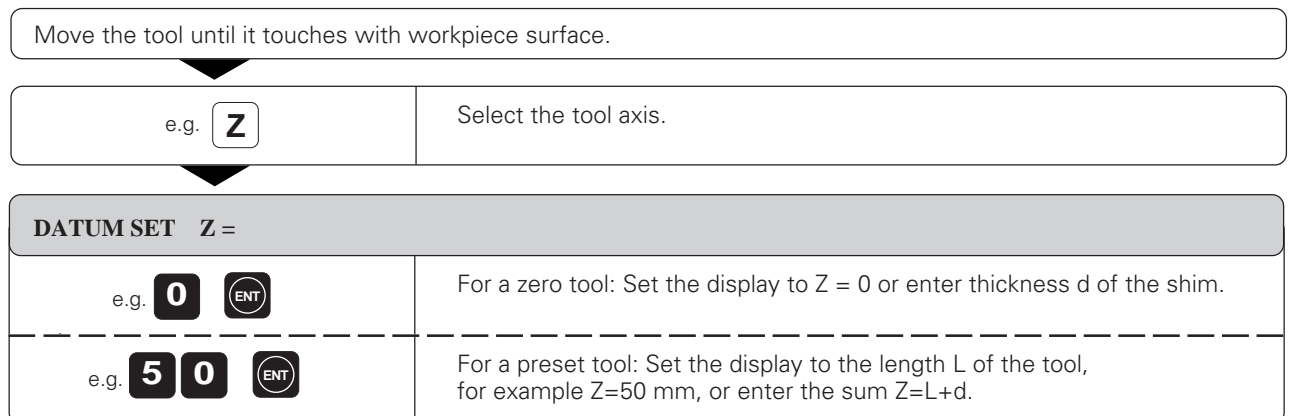 Move the tool until it touches with workpiece surface.
e.g. Z
Select the tool axis.
DATUM SET Z =
e.g. 0 ENT
For a zero tool: Set the display to Z = 0 or enter thickness d of the shim.
e.g. 5 0 ENT
For a preset tool: Set the display to the length L of the tool,
for example Z=50 mm, or enter the sum Z=L+d.